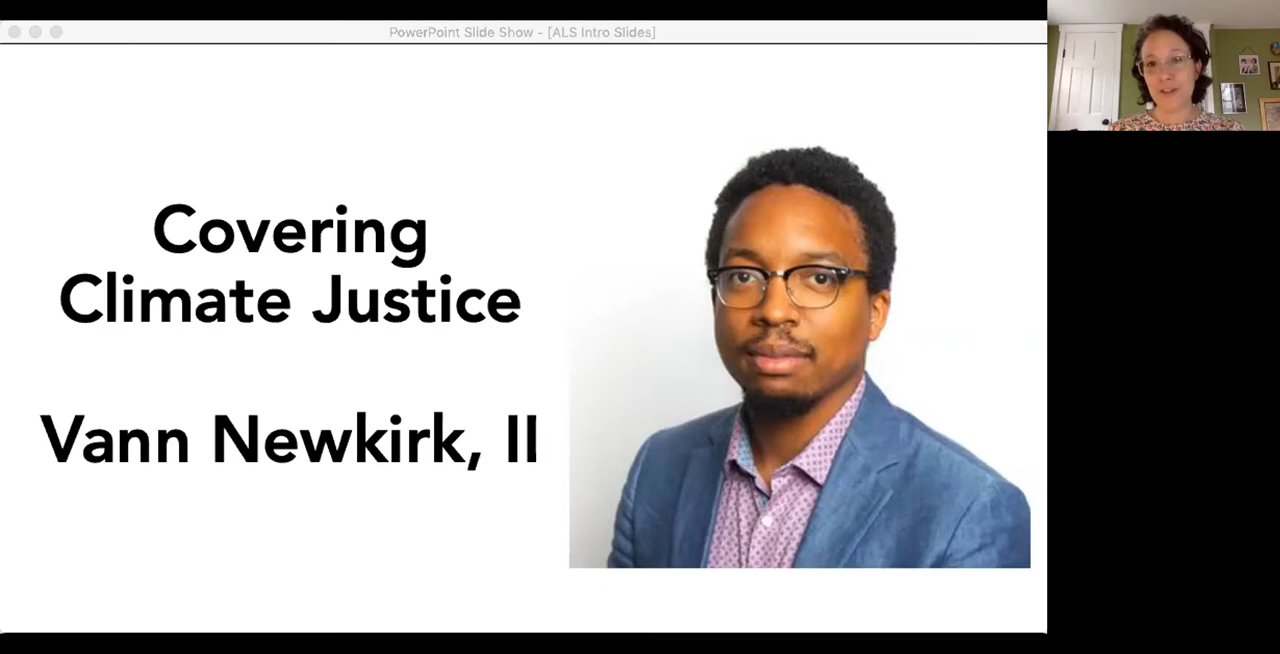 PowerPoint Slide Show - [ALS Intro Slides]
Covering
Climate Justice
Vann Newkirk, II